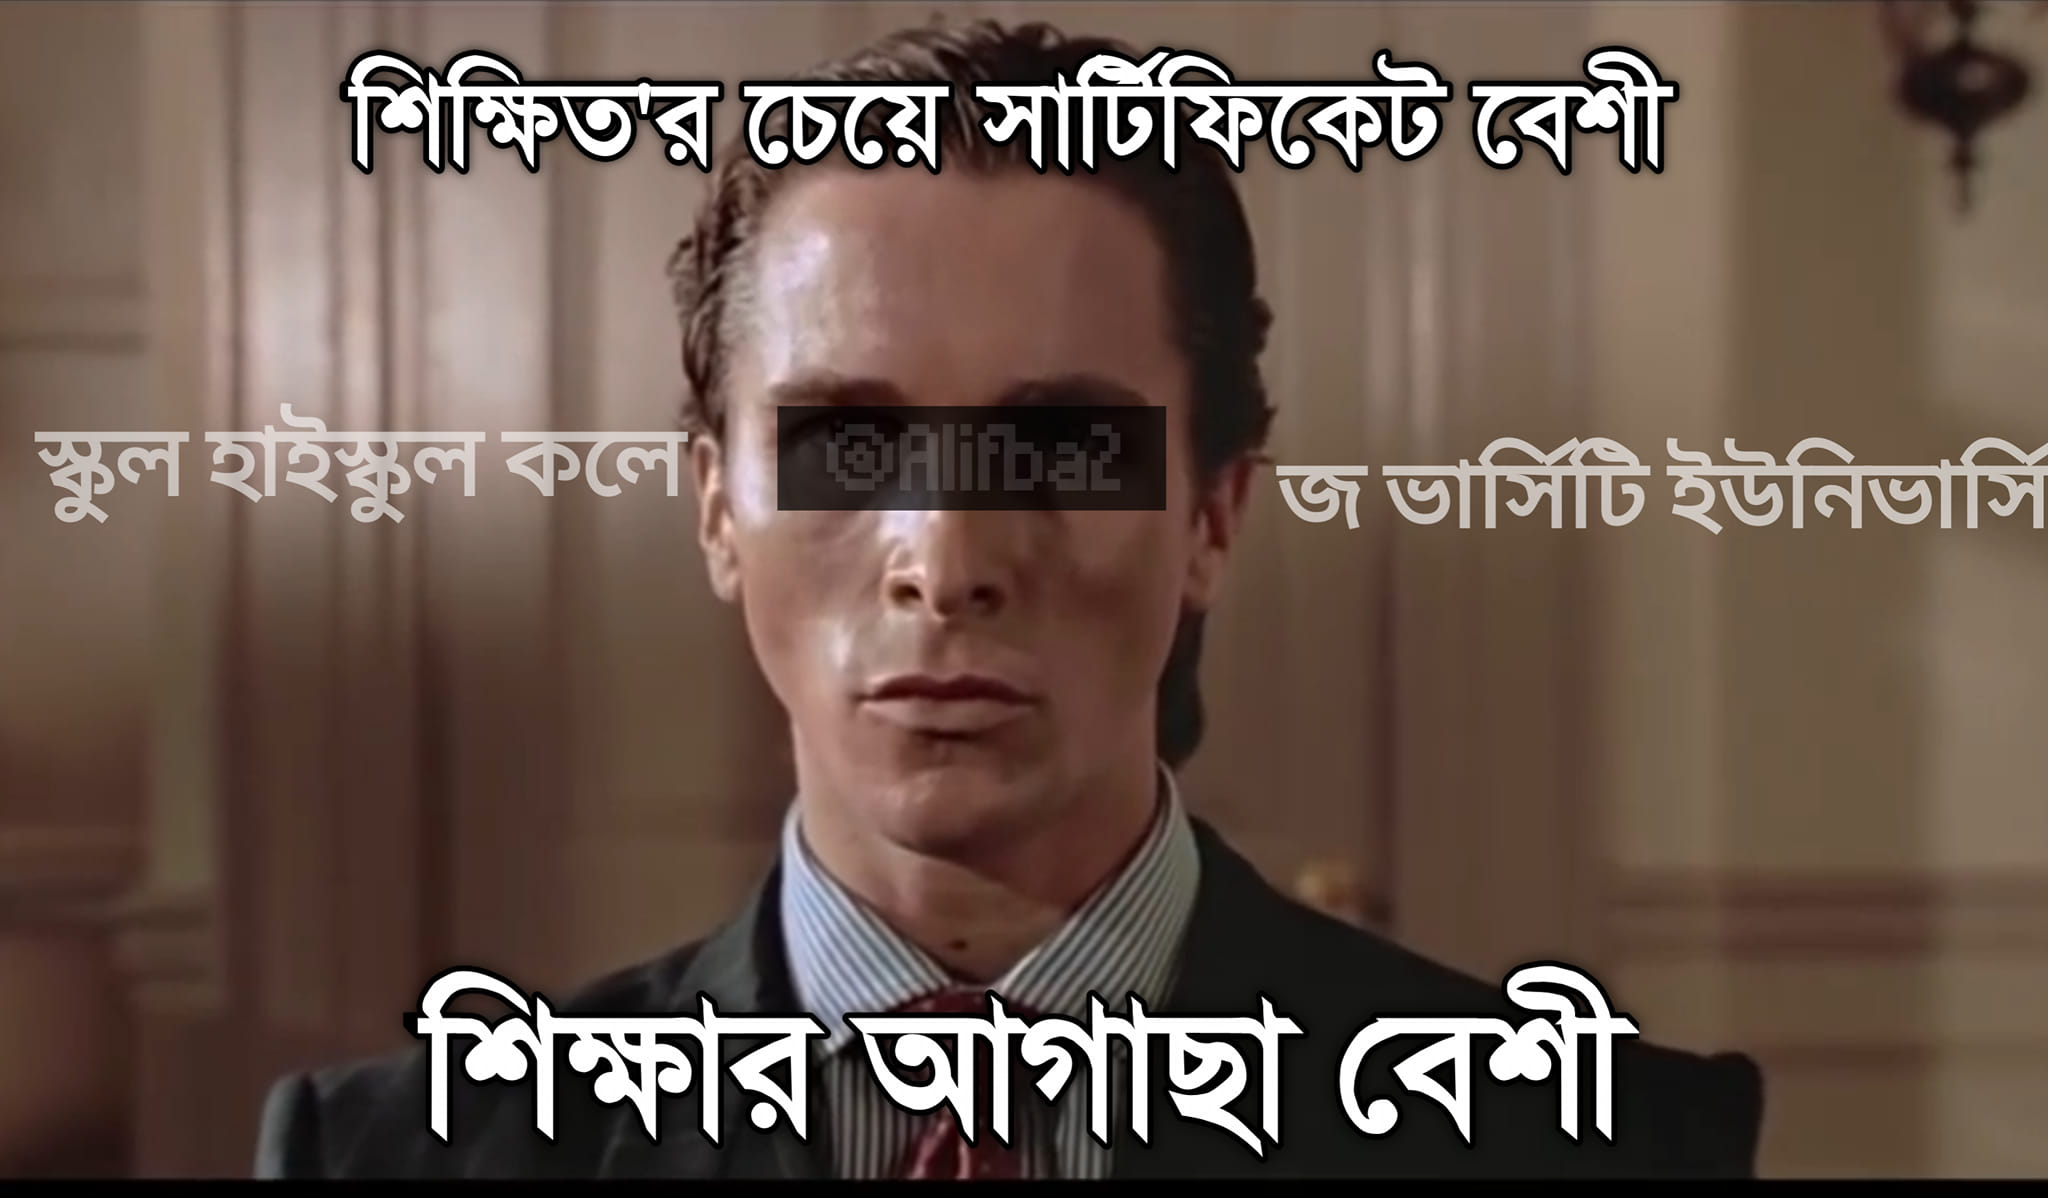 শিক্ষিত'র চেয়ে সার্টিফিকেট বেশী
স্কুল হাইস্কুল কলে
@Alifba2
জ ভার্সিটি ইউনিভার্সি
শিক্ষার আগাছা বেশী